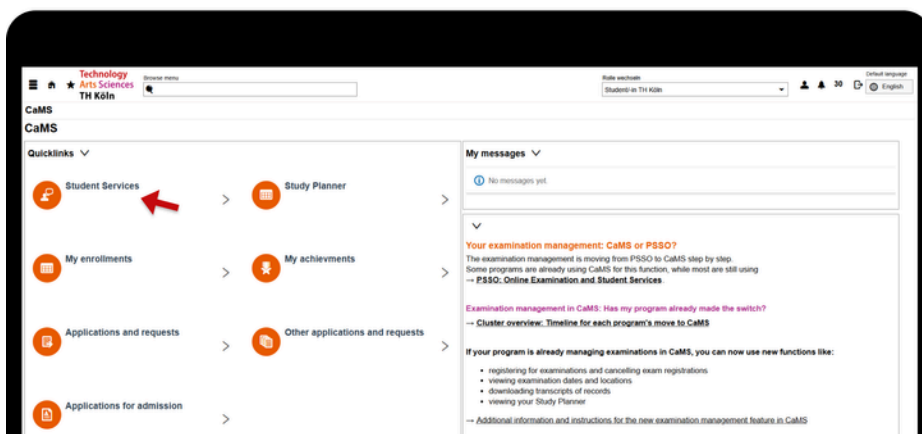 Technology
Arts Sciences
TH Köln
Browse menu
Rolle wechseln
Student/-in TH Köln
30
Default language
English
CaMS
CaMS
Quicklinks
Student Services
Study Planner
My enrollments
My achievments
Applications and requests
Other applications and requests
Applications for admission
My messages
No messages yet.
Your examination management: CaMS or PSSO?
The examination management is moving from PSSO to CaMS step by step.
Some programs are already using CaMS for this function, while most are still using
→ PSSO: Online Examination and Student Services.
Examination management in CaMS: Has my program already made the switch?
→ Cluster overview: Timeline for each program's move to CaMS
If your program is already managing examinations in CaMS, you can now use new functions like:
• registering for examinations and cancelling exam registrations
• viewing examination dates and locations
• downloading transcripts of records
• viewing your Study Planner
→ Additional information and instructions for the new examination management feature in CaMS